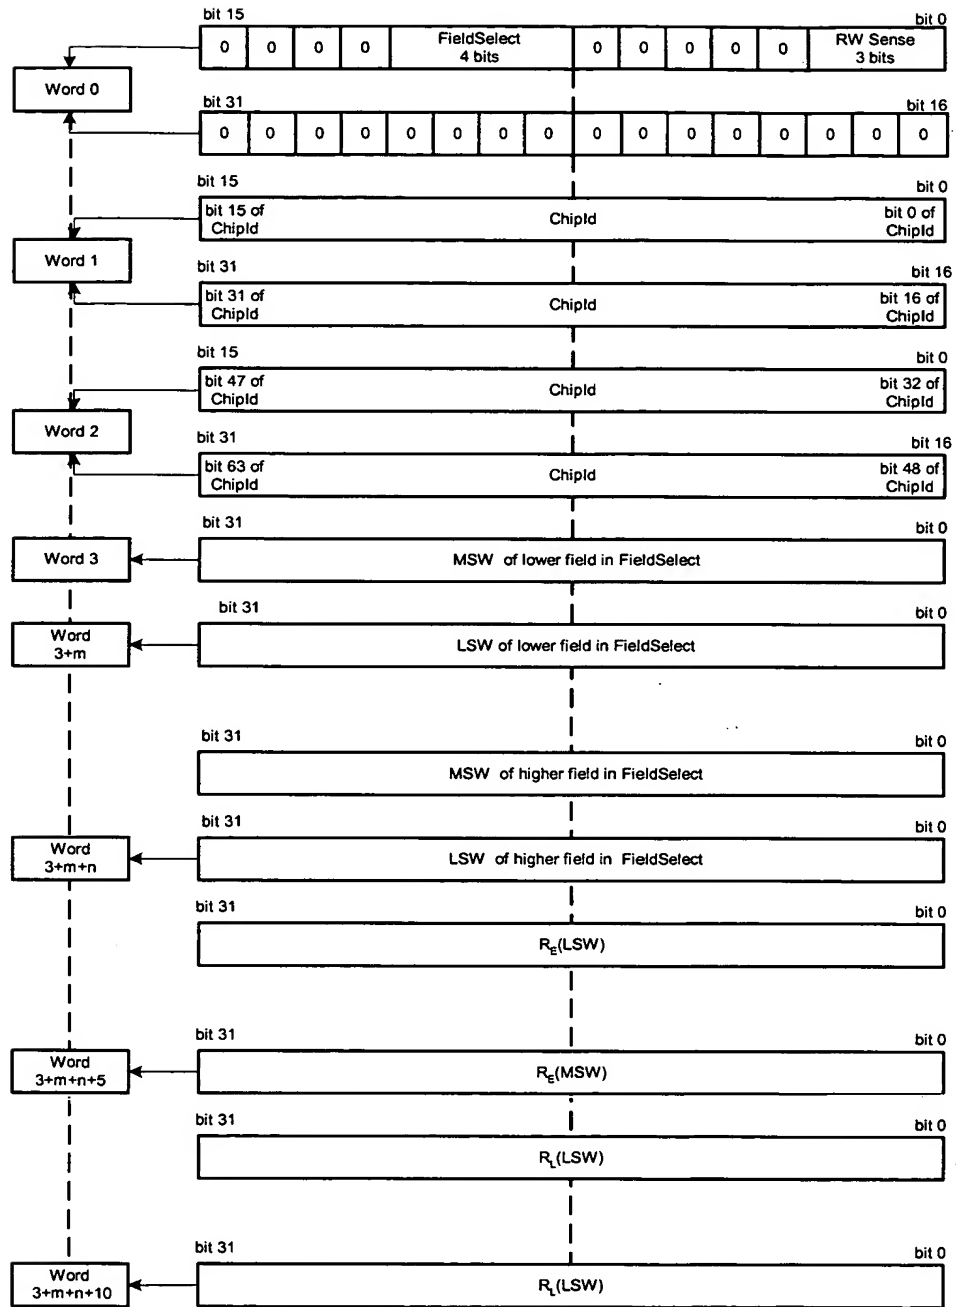 bit 15 bit 0
0 0 0 0 FieldSelect 4 bits 0 0 0 0 0 RW Sense 3 bits
Word 0
bit 31 bit 16
0 0 0 0 0 0 0 0 0 0 0 0 0 0 0 0
bit 15 bit 0
bit 15 of ChipId ChipId bit 0 of ChipId
Word 1
bit 31 bit 16
bit 31 of ChipId ChipId bit 16 of ChipId
bit 15 bit 0
bit 47 of ChipId ChipId bit 32 of ChipId
Word 2
bit 31 bit 16
bit 63 of ChipId ChipId bit 48 of ChipId
bit 31 bit 0
Word 3 MSW of lower field in FieldSelect
bit 31 bit 0
Word 3+m LSW of lower field in FieldSelect
bit 31 bit 0
MSW of higher field in FieldSelect
bit 31 bit 0
Word 3+m+n LSW of higher field in FieldSelect
bit 31 bit 0
R_E(LSW)
bit 31 bit 0
Word 3+m+n+5 R_E(MSW)
bit 31 bit 0
R_L(LSW)
bit 31 bit 0
Word 3+m+n+10 R_L(LSW)